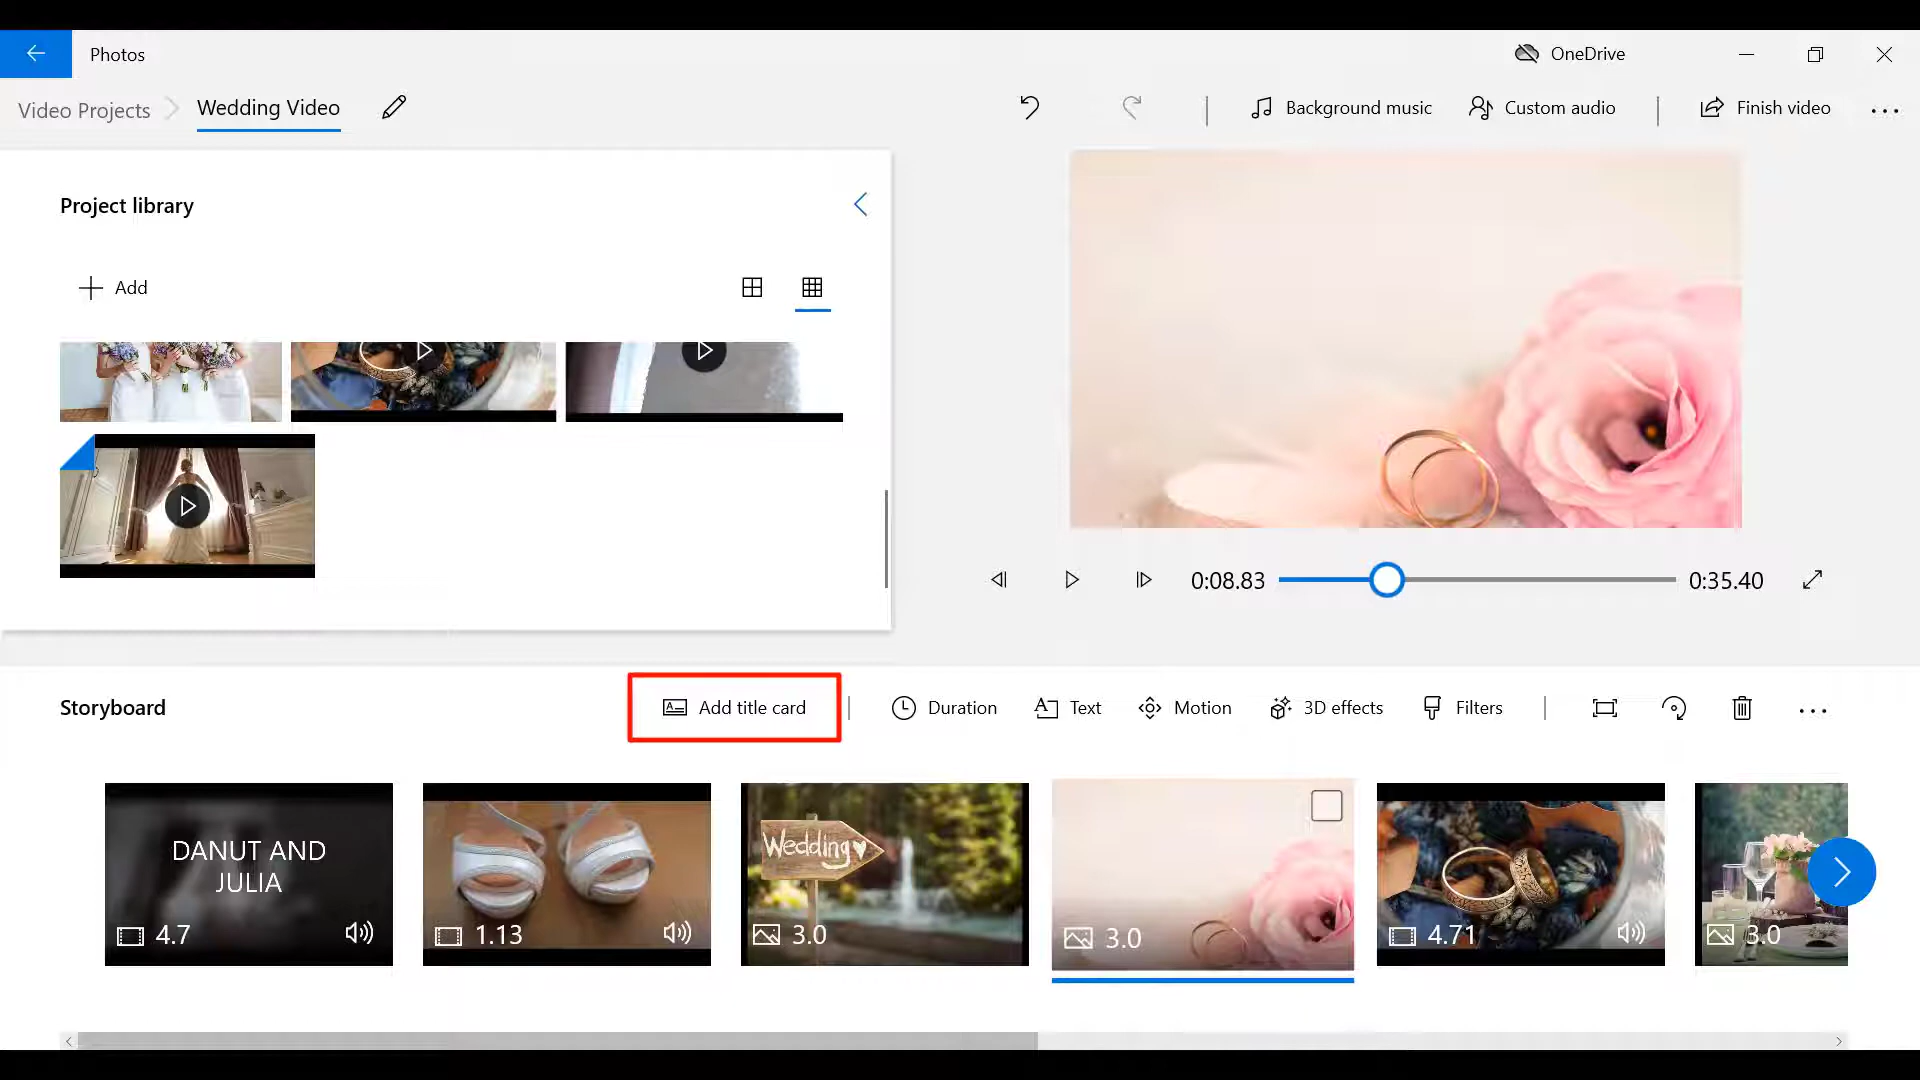 Photos
OneDrive
Video Projects
Wedding Video
Background music
Custom audio
Finish video
Project library
Add
0:08.83
0:35.40
Storyboard
Add title card
Duration
Text
Motion
3D effects
Filters
DANUT AND
JULIA
4.7
1.13
Wedding
3.0
3.0
4.71
3.0